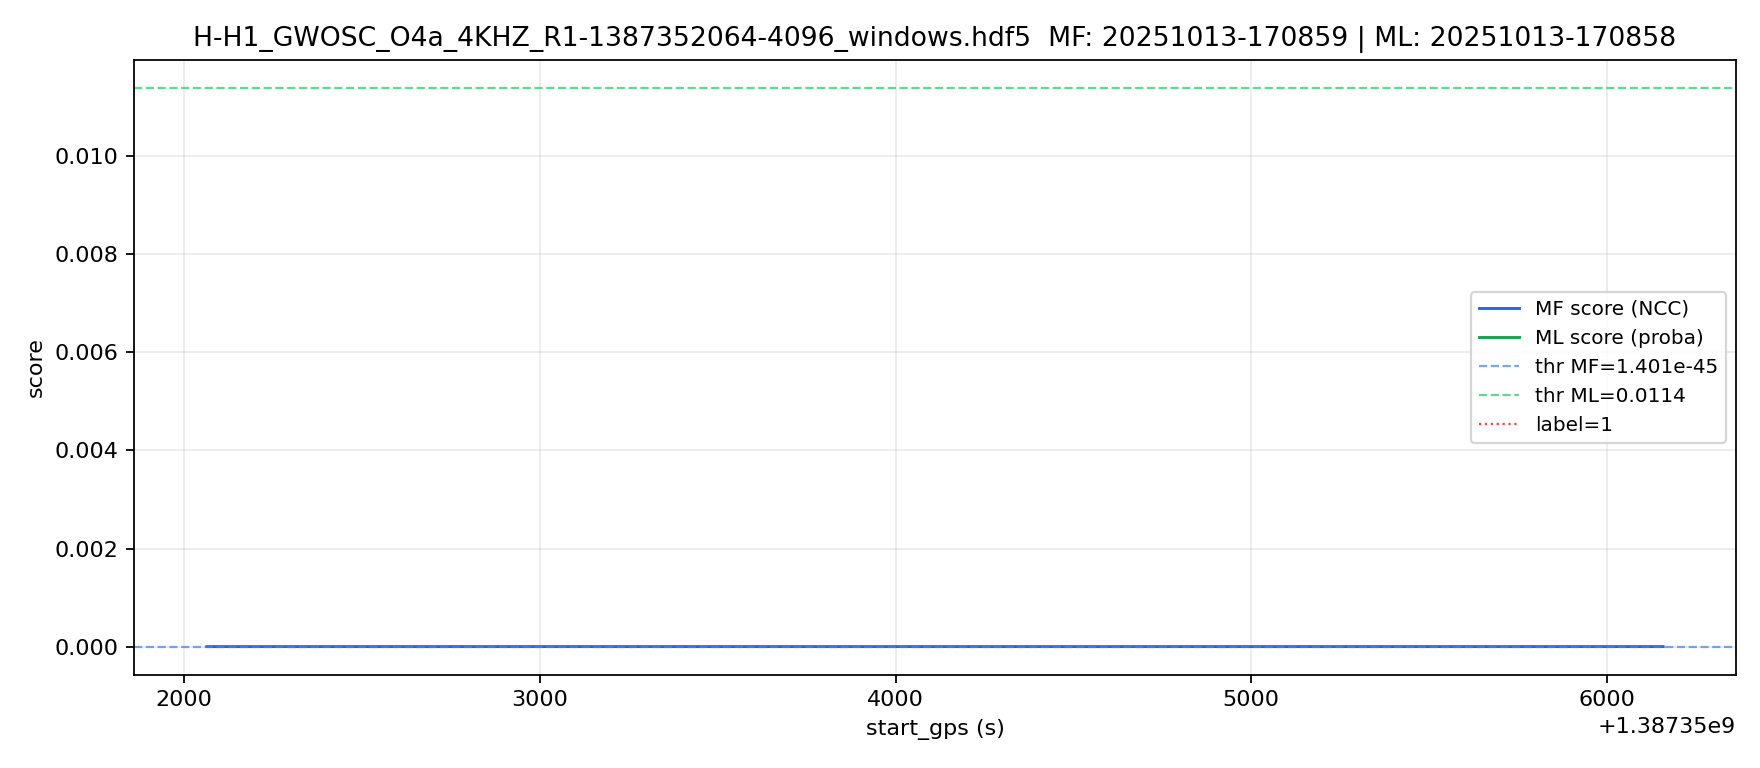 H-H1_GWOSC_O4a_4KHZ_R1-1387352064-4096_windows.hdf5  MF: 20251013-170859 | ML: 20251013-170858
score
0.010
0.008
0.006
0.004
0.002
0.000
MF score (NCC)
ML score (proba)
thr MF=1.401e-45
thr ML=0.0114
label=1
2000 3000 4000 5000 6000
+1.38735e9
start_gps (s)